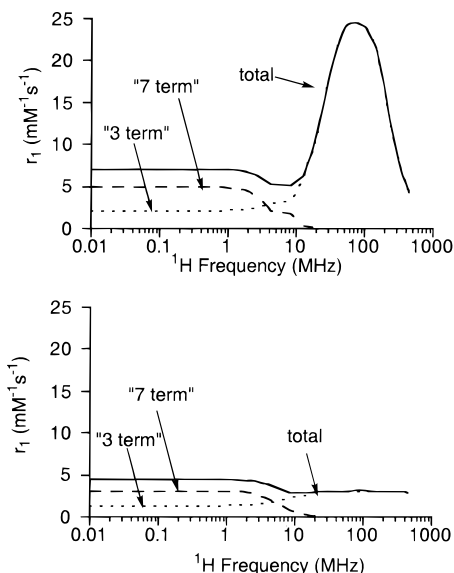 25
20
15
10
5
0
r₁ (mM⁻¹s⁻¹)
total
"7 term"
"3 term"
0.01 0.1 1 10 100 1000
¹H Frequency (MHz)
25
20
15
10
5
0
r₁ (mM⁻¹s⁻¹)
"7 term"
"3 term"
total
0.01 0.1 1 10 100 1000
¹H Frequency (MHz)